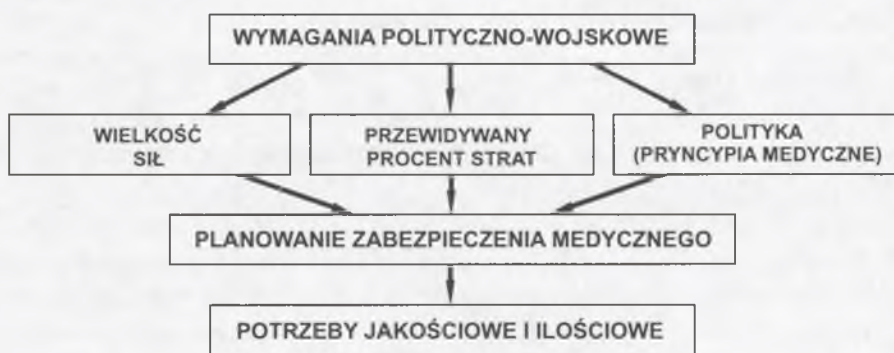 WYMAGANIA POLITYCZNO-WOJSKOWE
WIELKOŚĆ
SIŁ
PRZEWIDYWANY
PROCENT STRAT
POLITYKA
(PRYNCYPIA MEDYCZNE)
PLANOWANIE ZABEZPIECZENIA MEDYCZNEGO
POTRZEBY JAKOŚCIOWE I ILOŚCIOWE